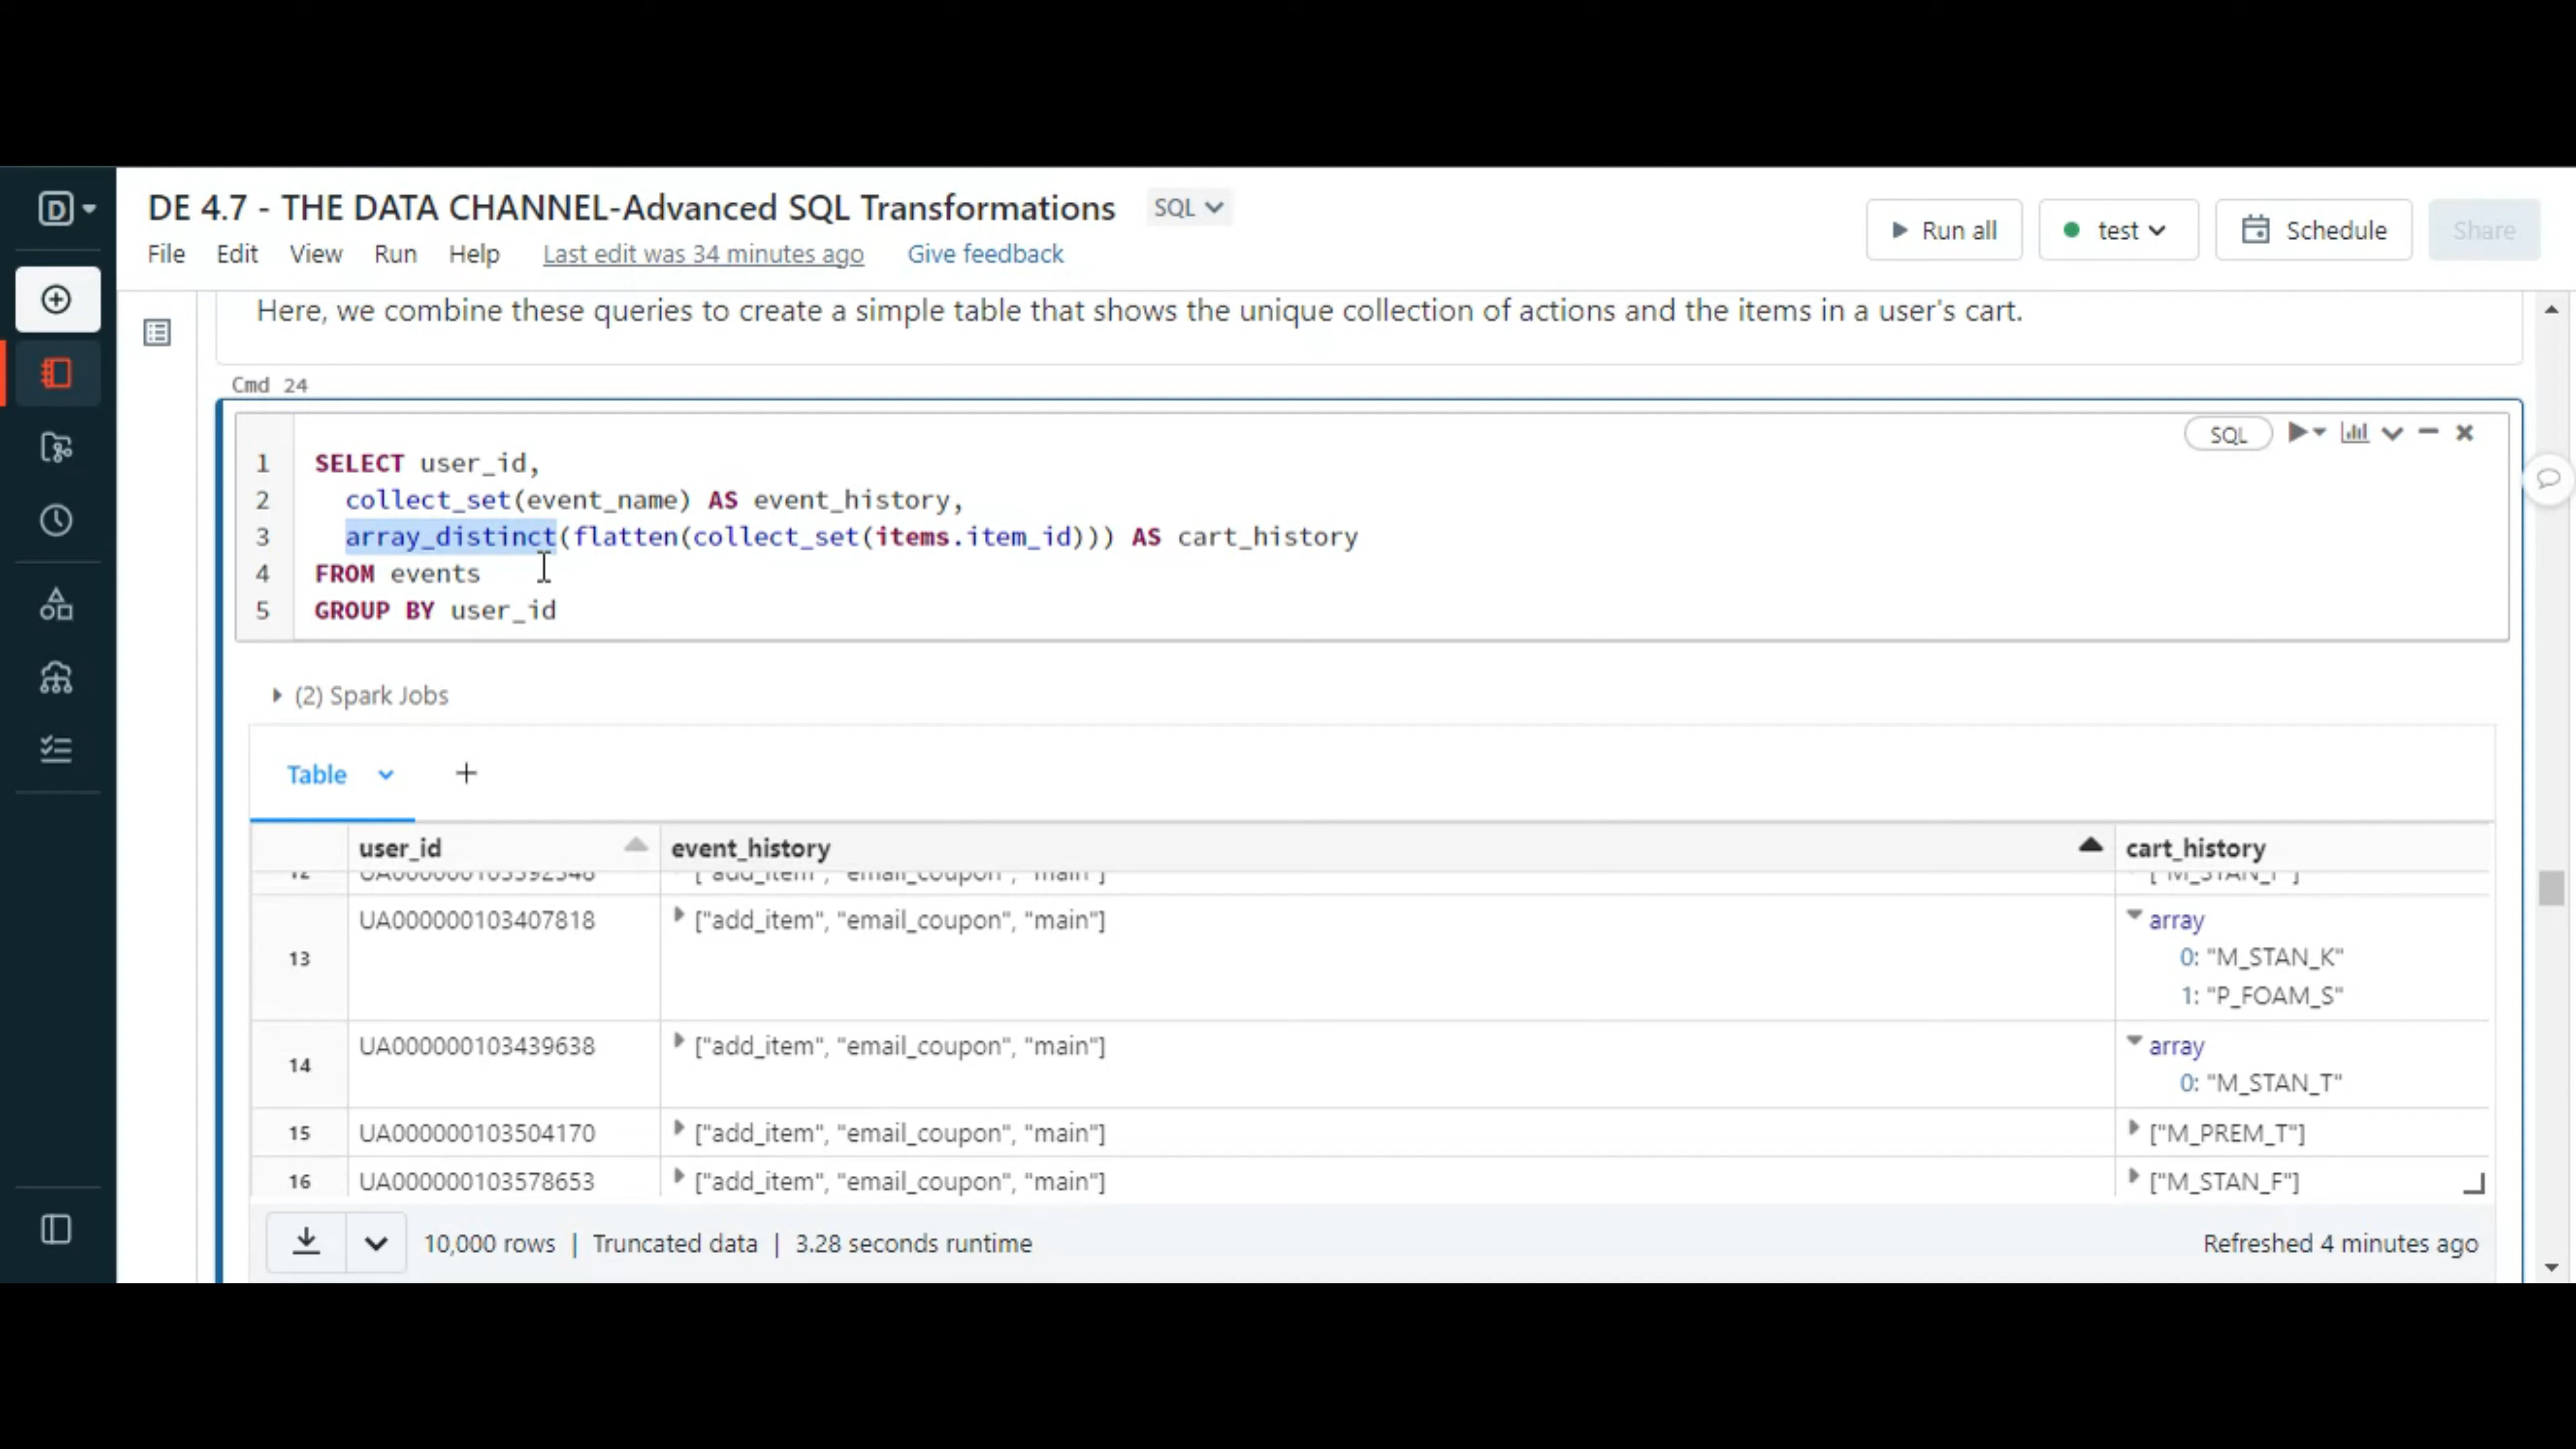 DE 4.7 - THE DATA CHANNEL-Advanced SQL Transformations SQL
Run all test Schedule Share
File Edit View Run Help Last edit was 34 minutes ago Give feedback
Here, we combine these queries to create a simple table that shows the unique collection of actions and the items in a user's cart.
Cmd 24
SQL
1 SELECT user_id,
2 collect_set(event_name) AS event_history,
3 array_distinct(flatten(collect_set(items.item_id))) AS cart_history
4 FROM events
5 GROUP BY user_id
(2) Spark Jobs
Table +
user_id event_history cart_history
12 UA000000103392348 ["add_item", "email_coupon", "main"] ["M_STAN_F"]
13 UA000000103407818 ["add_item", "email_coupon", "main"] array
0: "M_STAN_K"
1: "P_FOAM_S"
14 UA000000103439638 ["add_item", "email_coupon", "main"] array
0: "M_STAN_T"
15 UA000000103504170 ["add_item", "email_coupon", "main"] ["M_PREM_T"]
16 UA000000103578653 ["add_item", "email_coupon", "main"] ["M_STAN_F"]
10,000 rows | Truncated data | 3.28 seconds runtime
Refreshed 4 minutes ago